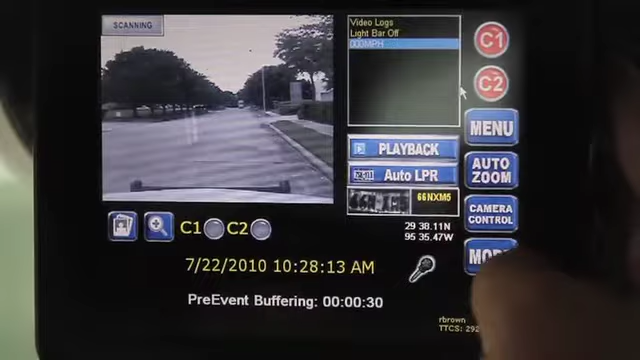 SCANNING
Video Logs
Light Bar Off
000MPH
C1
C2
MENU
PLAYBACK
Auto LPR
AUTO
ZOOM
66NXM5
CAMERA
CONTROL
C1 C2
29 38.11N
95 35.47W
7/22/2010 10:28:13 AM
PreEvent Buffering: 00:00:30
rbrown
TTCS: 292